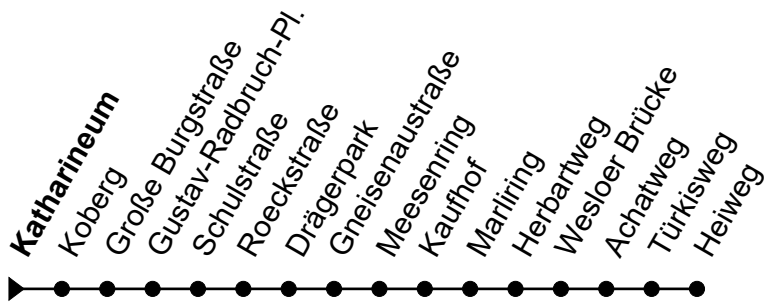 Katharineum
Koberg
Große Burgstraße
Gustav-Radbruch-Pl.
Schulstraße
Roeckstraße
Drägerpark
Gneisenaustraße
Meesenring
Kaufhof
Marliring
Herbartweg
Wesloer Brücke
Achatweg
Türkisweg
Heiweg